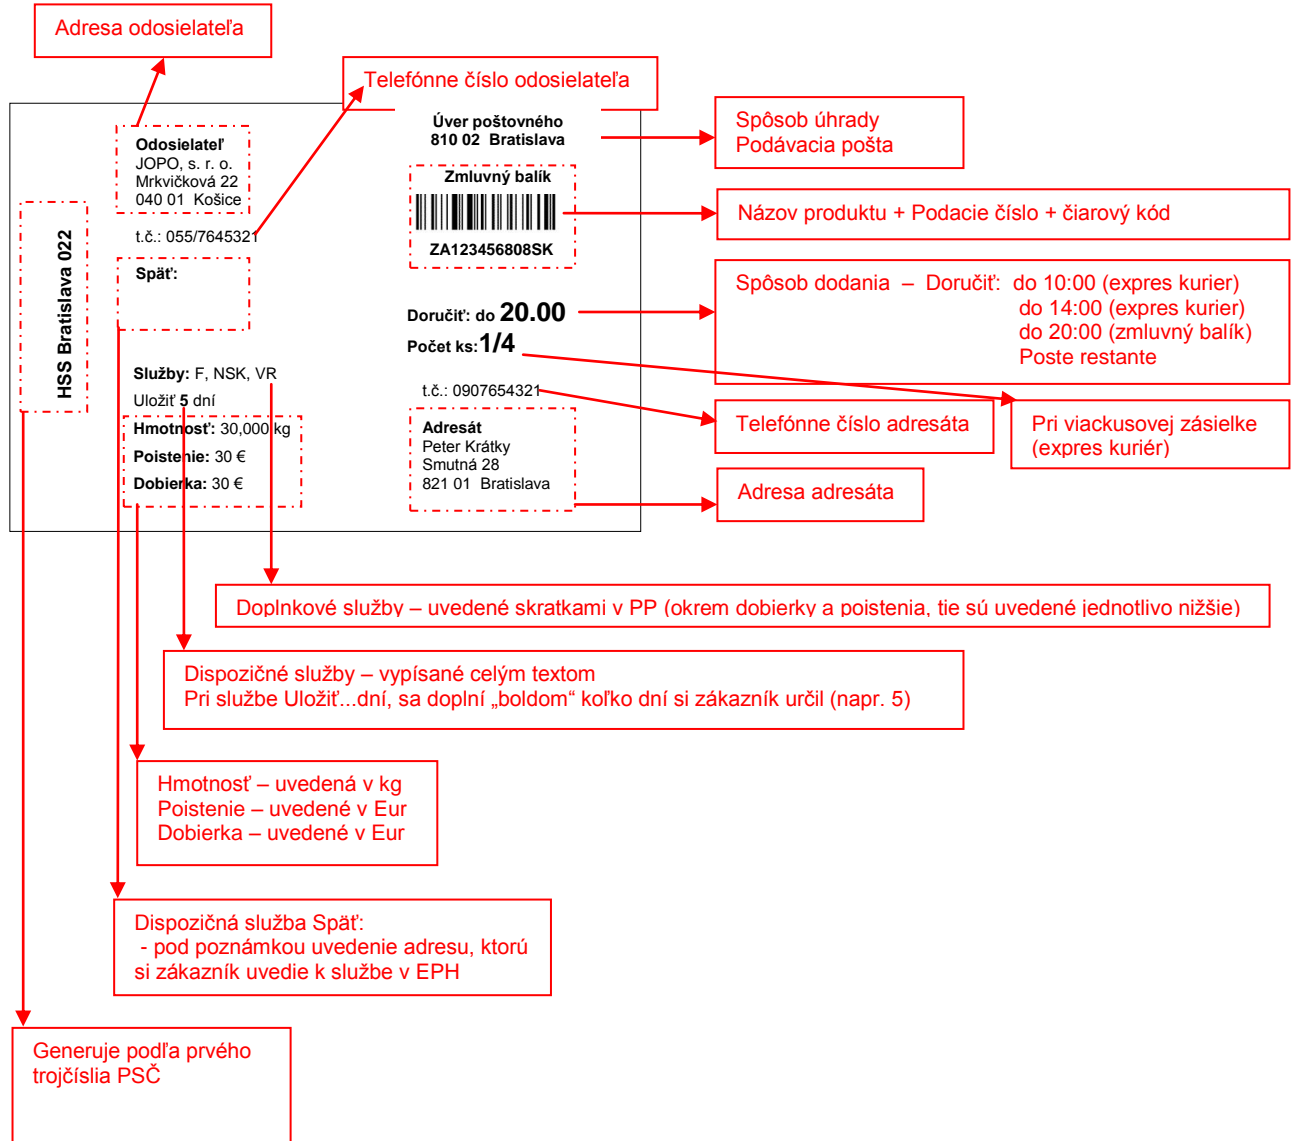 Adresa odosielateľa
Telefónne číslo odosielateľa
Odosielateľ
JOPO, s. r. o.
Mrkvičková 22
040 01  Košice
t.č.: 055/7645321
Späť:
HSS Bratislava 022
Služby: F, NSK, VR
Uložiť 5 dní
Hmotnosť: 30,000 kg
Poistenie: 30 €
Dobierka: 30 €
Úver poštovného
810 02  Bratislava
Zmluvný balík
ZA123456808SK
Doručiť: do 20.00
Počet ks:1/4
t.č.: 0907654321
Adresát
Peter Krátky
Smutná 28
821 01  Bratislava
Spôsob úhrady
Podávacia pošta
Názov produktu + Podacie číslo + čiarový kód
Spôsob dodania  –  Doručiť:  do 10:00 (expres kurier)
do 14:00 (expres kurier)
do 20:00 (zmluvný balík)
Poste restante
Telefónne číslo adresáta
Pri viackusovej zásielke
(expres kuriér)
Adresa adresáta
Doplnkové služby – uvedené skratkami v PP (okrem dobierky a poistenia, tie sú uvedené jednotlivo nižšie)
Dispozičné služby – vypísané celým textom
Pri službe Uložiť...dní, sa doplní „boldom“ koľko dní si zákazník určil (napr. 5)
Hmotnosť – uvedená v kg
Poistenie – uvedené v Eur
Dobierka – uvedené v Eur
Dispozičná služba Späť:
- pod poznámkou uvedenie adresu, ktorú
si zákazník uvedie k službe v EPH
Generuje podľa prvého
trojčíslia PSČ